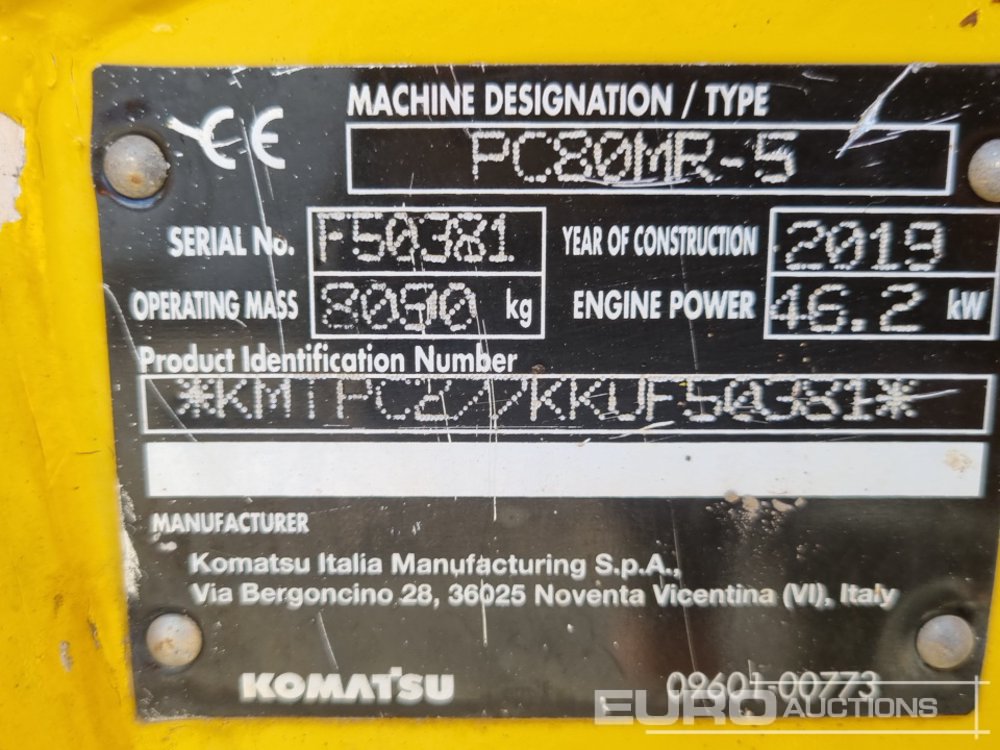 CE
MACHINE DESIGNATION / TYPE
PC80MR-5
SERIAL No. F50381 YEAR OF CONSTRUCTION 2019
OPERATING MASS 8050 kg ENGINE POWER 46.2 kW
Product Identification Number
*KMTPC277KKUF50381*
MANUFACTURER
Komatsu Italia Manufacturing S.p.A.,
Via Bergoncino 28, 36025 Noventa Vicentina (VI), Italy
KOMATSU 09601-00773
EURO AUCTIONS